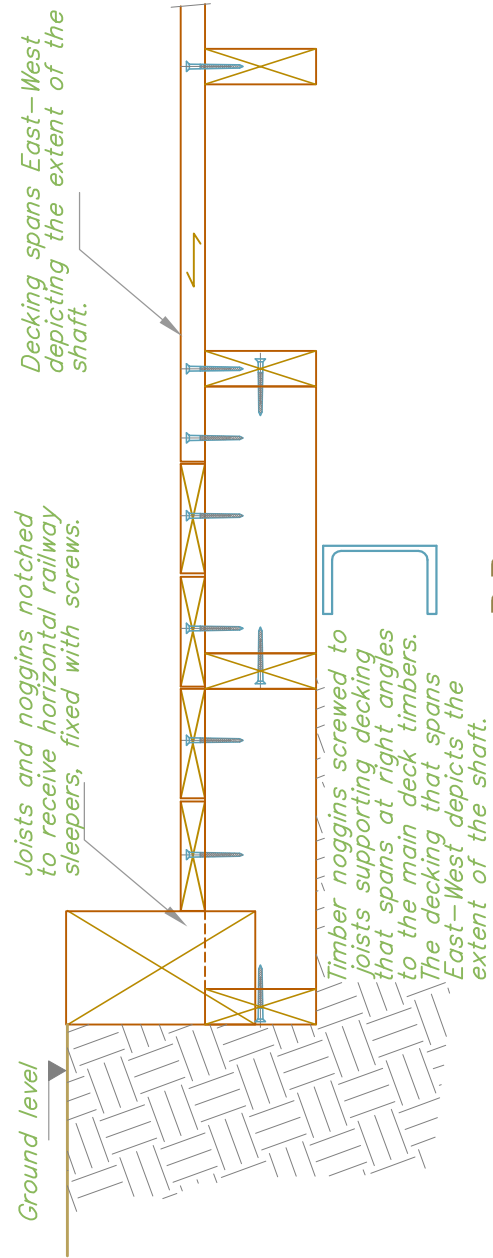 Ground level
Joists and noggins notched
to receive horizontal railway
sleepers, fixed with screws.
Decking spans East-West
depicting the extent of the
shaft.
Timber noggins screwed to
joists supporting decking
that spans at right angles
to the main deck timbers.
The decking that spans
East-West depicts the
extent of the shaft.